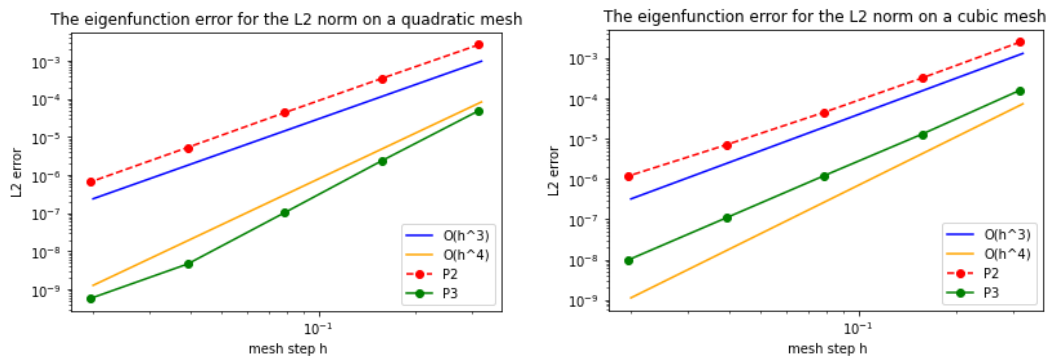 The eigenfunction error for the L2 norm on a quadratic mesh
10^-3
10^-4
10^-5
10^-6
10^-7
10^-8
10^-9
L2 error
O(h^3)
O(h^4)
P2
P3
10^-1
mesh step h
The eigenfunction error for the L2 norm on a cubic mesh
10^-3
10^-4
10^-5
10^-6
10^-7
10^-8
10^-9
L2 error
O(h^3)
O(h^4)
P2
P3
10^-1
mesh step h